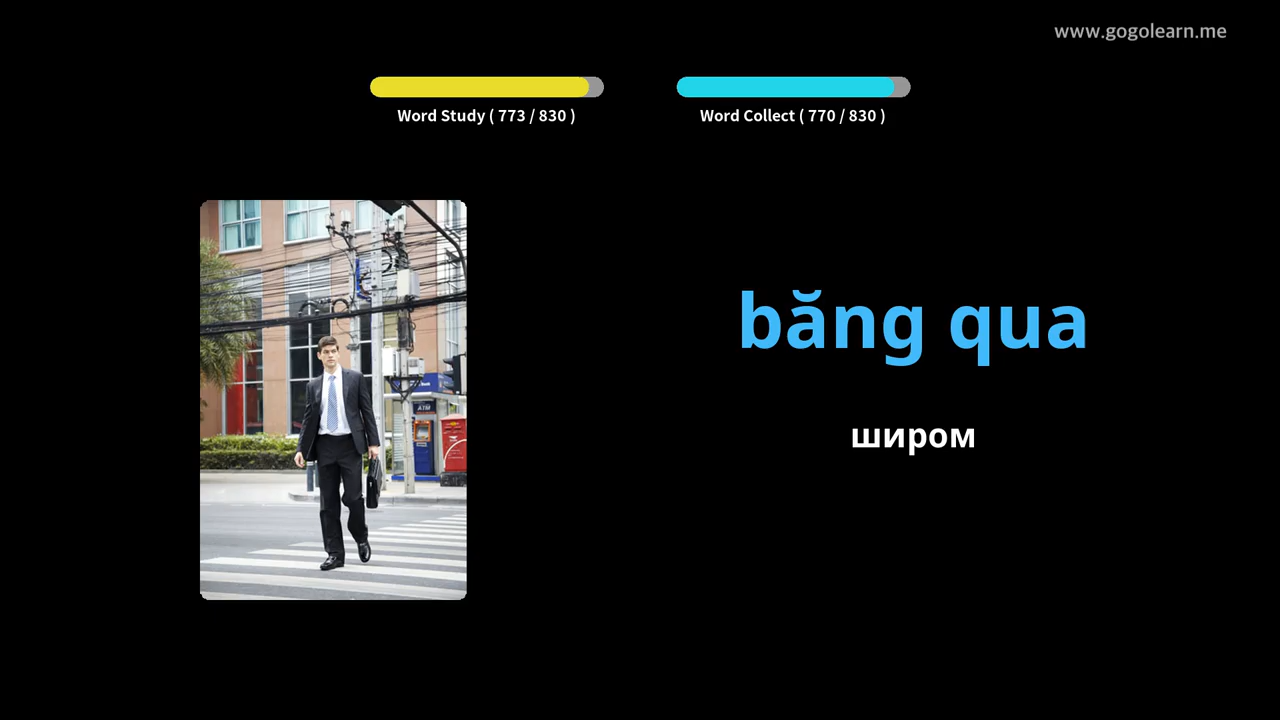 www.gogolearn.me
Word Study ( 773 / 830 )
Word Collect ( 770 / 830 )
băng qua
широм
ATM